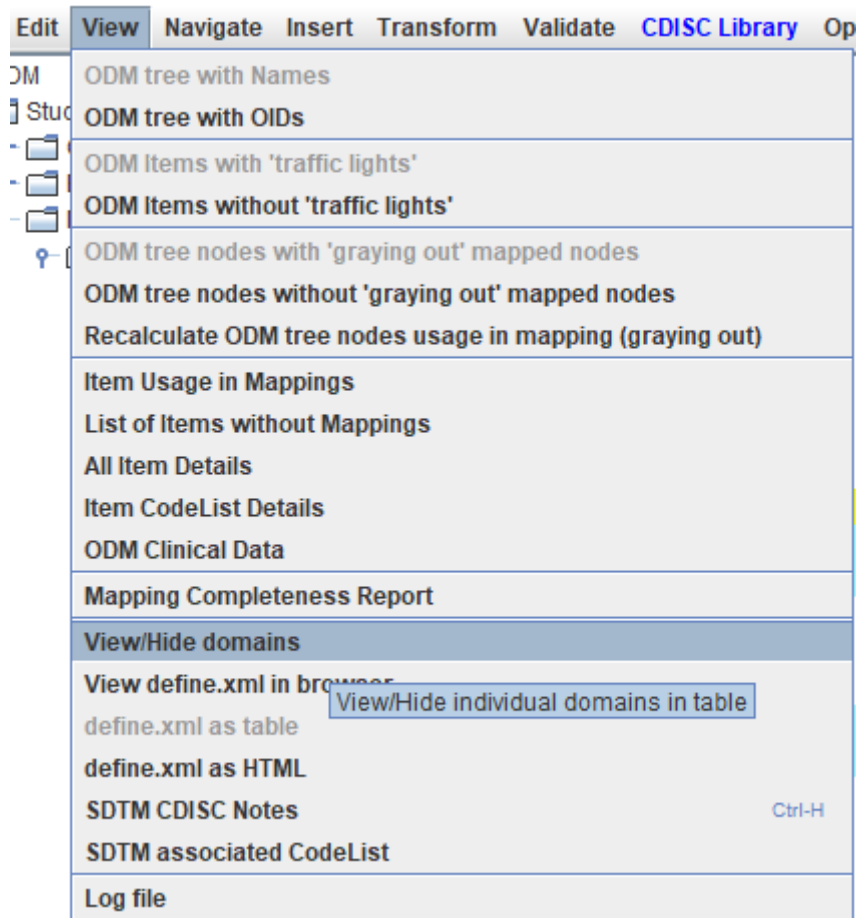 Edit View Navigate Insert Transform Validate CDISC Library Op
DM
ODM tree with Names
Stud
ODM tree with OIDs
ODM Items with 'traffic lights'
ODM Items without 'traffic lights'
ODM tree nodes with 'graying out' mapped nodes
ODM tree nodes without 'graying out' mapped nodes
Recalculate ODM tree nodes usage in mapping (graying out)
Item Usage in Mappings
List of Items without Mappings
All Item Details
Item CodeList Details
ODM Clinical Data
Mapping Completeness Report
View/Hide domains
View define.xml in browser
View/Hide individual domains in table
define.xml as table
define.xml as HTML
SDTM CDISC Notes Ctrl-H
SDTM associated CodeList
Log file